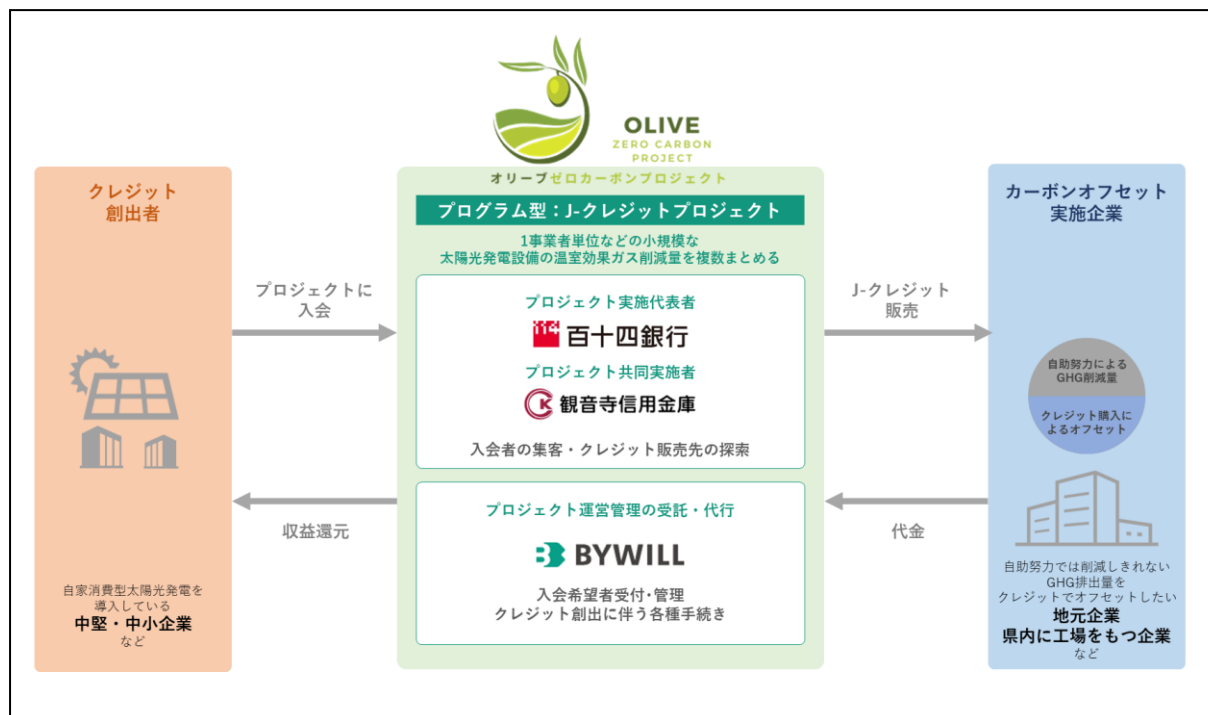 OLIVE
ZERO CARBON
PROJECT
オリーブゼロカーボンプロジェクト
クレジット
創出者
プロジェクトに
入会
収益還元
自家消費型太陽光発電を
導入している
中堅・中小企業
など
プログラム型：J-クレジットプロジェクト
1事業者単位などの小規模な
太陽光発電設備の温室効果ガス削減量を複数まとめる
プロジェクト実施代表者
114
百十四銀行
プロジェクト共同実施者
CK
観音寺信用金庫
入会者の集客・クレジット販売先の探索
プロジェクト運営管理の受託・代行
BYWILL
入会希望者受付・管理
クレジット創出に伴う各種手続き
J-クレジット
販売
代金
カーボンオフセット
実施企業
自助努力による
GHG削減量
クレジット購入に
よるオフセット
自助努力では削減しきれない
GHG排出量を
クレジットでオフセットしたい
地元企業
県内に工場をもつ企業
など